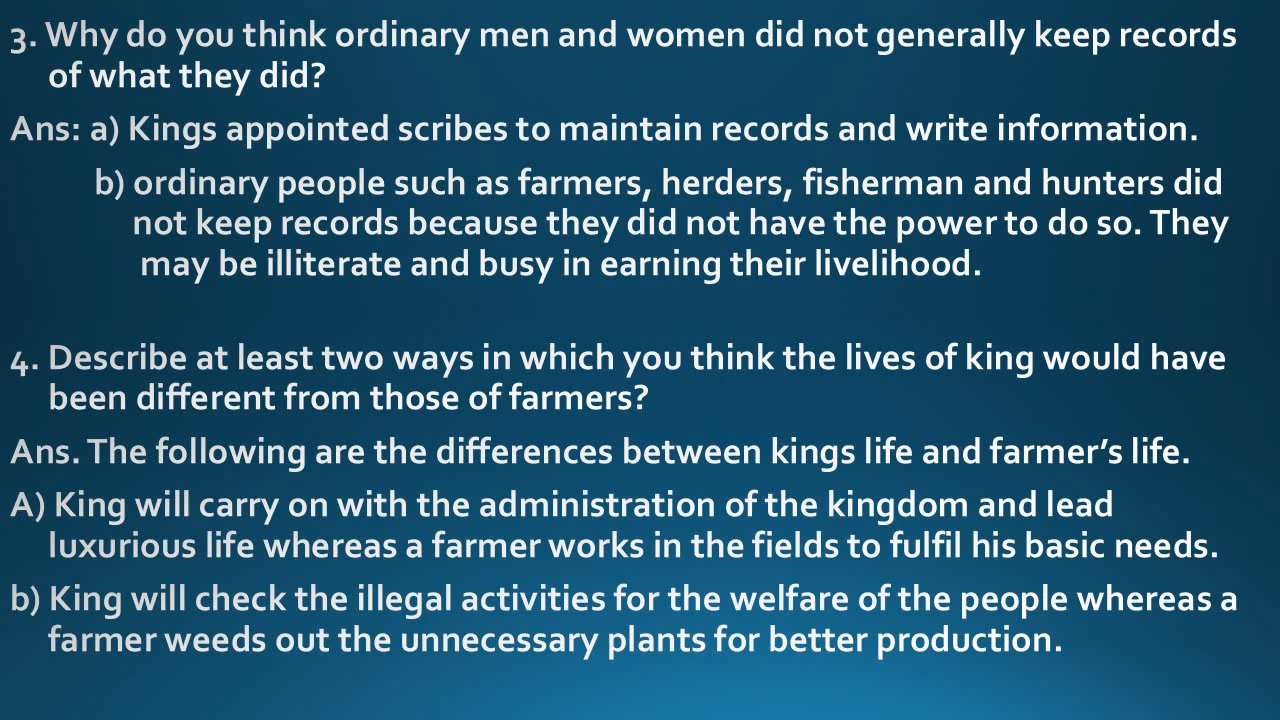 3. Why do you think ordinary men and women did not generally keep records
of what they did?
Ans: a) Kings appointed scribes to maintain records and write information.
b) ordinary people such as farmers, herders, fisherman and hunters did
not keep records because they did not have the power to do so. They
may be illiterate and busy in earning their livelihood.
4. Describe at least two ways in which you think the lives of king would have
been different from those of farmers?
Ans. The following are the differences between kings life and farmer’s life.
A) King will carry on with the administration of the kingdom and lead
luxurious life whereas a farmer works in the fields to fulfil his basic needs.
b) King will check the illegal activities for the welfare of the people whereas a
farmer weeds out the unnecessary plants for better production.